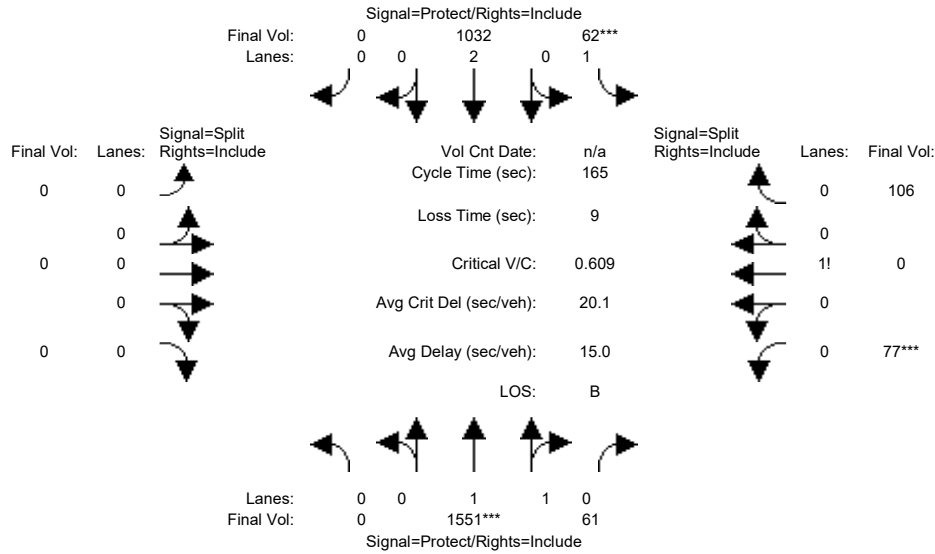 Signal=Protect/Rights=Include
Final Vol: 0 1032 62***
Lanes: 0 0 2 0 1
Signal=Split
Final Vol: Lanes: Rights=Include
Vol Cnt Date: n/a
Signal=Split
Rights=Include Lanes: Final Vol:
Cycle Time (sec): 165
0 0
0 106
Loss Time (sec): 9
0
0
0 0
Critical V/C: 0.609
1! 0
0
Avg Crit Del (sec/veh): 20.1
0
0 0
Avg Delay (sec/veh): 15.0
0 77***
LOS: B
Lanes: 0 0 1 1 0
Final Vol: 0 1551*** 61
Signal=Protect/Rights=Include